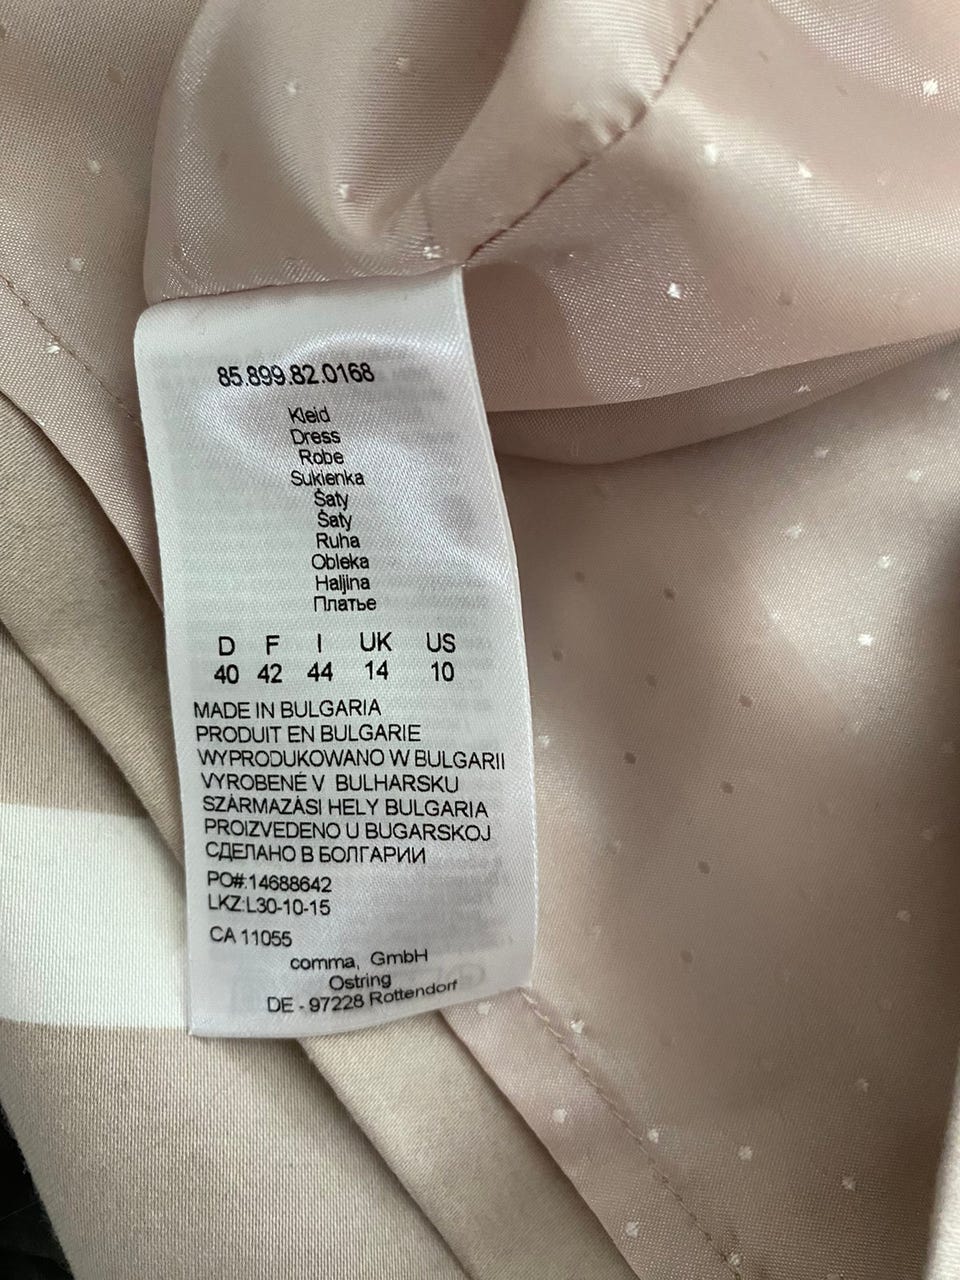 85.899.82.0168
Kleid
Dress
Robe
Sukienka
Šaty
Šaty
Ruha
Obleka
Haljina
Платье
D F I UK US
40 42 44 14 10
MADE IN BULGARIA
PRODUIT EN BULGARIE
WYPRODUKOWANO W BULGARII
VYROBENÉ V BULHARSKU
SZÁRMAZÁSI HELY BULGARIA
PROIZVEDENO U BUGARSKOJ
СДЕЛАНО В БОЛГАРИИ
PO#:14688642
LKZ:L30-10-15
CA 11055
comma, GmbH
Ostring
DE - 97228 Rottendorf